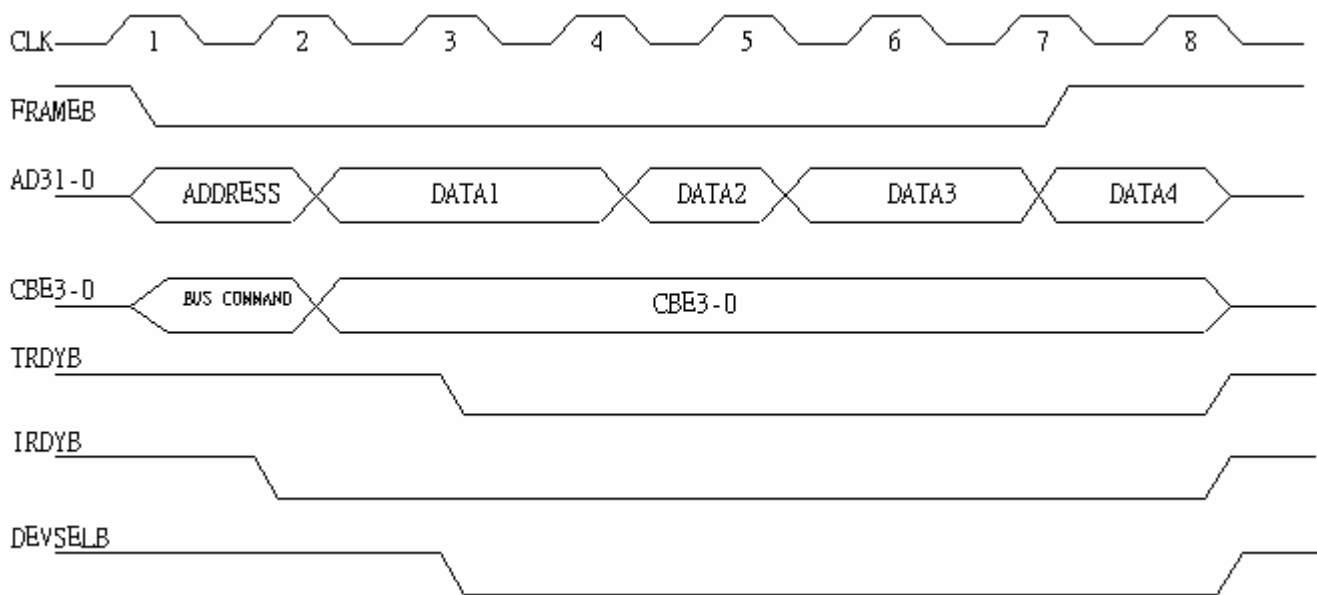 CLK 1 2 3 4 5 6 7 8
FRAMEB
AD31-0 ADDRESS DATA1 DATA2 DATA3 DATA4
CBE3-0 BUS COMMAND CBE3-0
TRDYB
IRDYB
DEVSELB